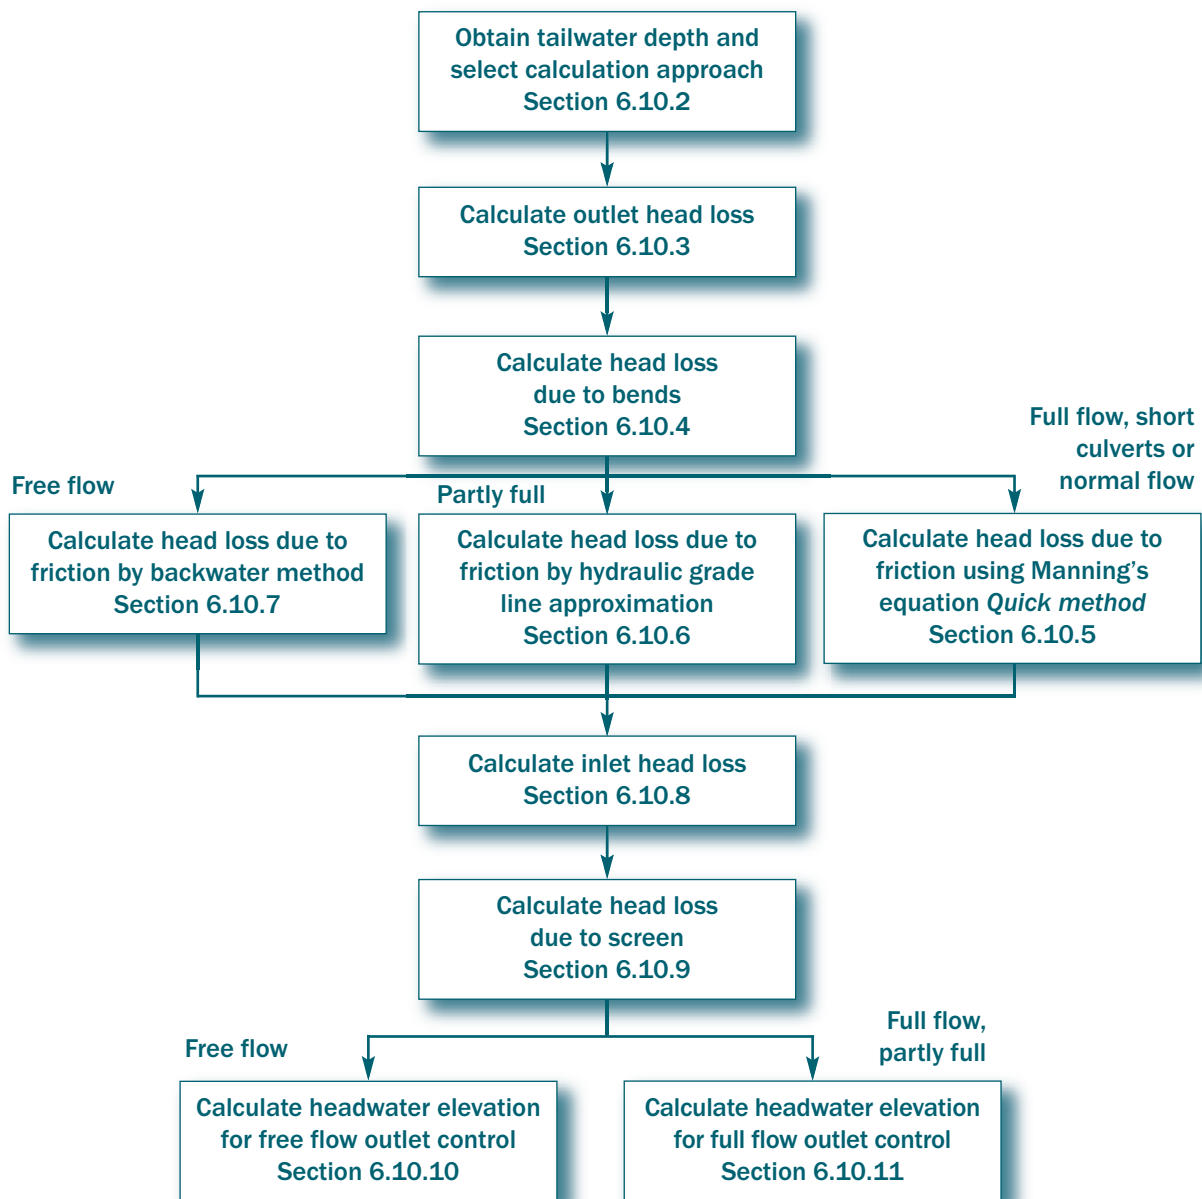 Obtain tailwater depth and
select calculation approach
Section 6.10.2
Calculate outlet head loss
Section 6.10.3
Calculate head loss
due to bends
Section 6.10.4
Free flow
Partly full
Full flow, short
culverts or
normal flow
Calculate head loss due to
friction by backwater method
Section 6.10.7
Calculate head loss due to
friction by hydraulic grade
line approximation
Section 6.10.6
Calculate head loss due to
friction using Manning’s
equation Quick method
Section 6.10.5
Calculate inlet head loss
Section 6.10.8
Calculate head loss
due to screen
Section 6.10.9
Free flow
Full flow,
partly full
Calculate headwater elevation
for free flow outlet control
Section 6.10.10
Calculate headwater elevation
for full flow outlet control
Section 6.10.11